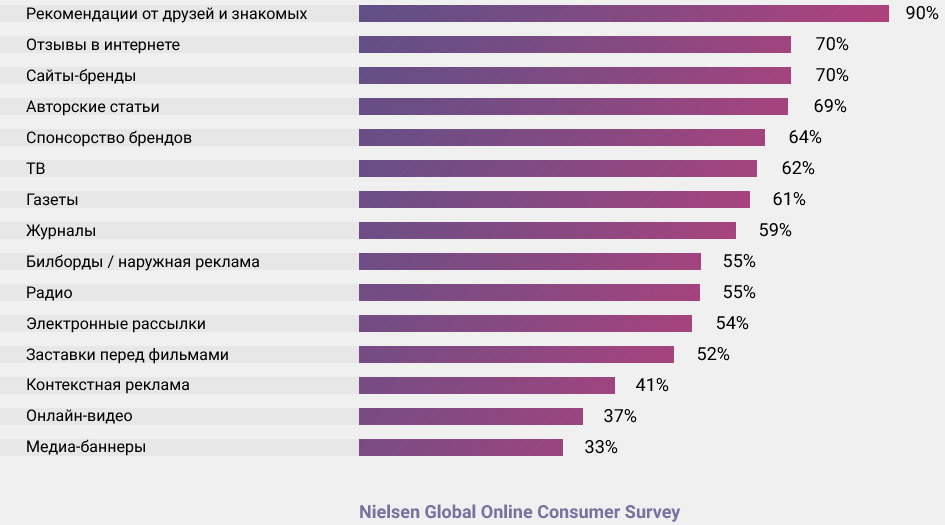 Рекомендации от друзей и знакомых 90%
Отзывы в интернете 70%
Сайты-бренды 70%
Авторские статьи 69%
Спонсорство брендов 64%
ТВ 62%
Газеты 61%
Журналы 59%
Билборды / наружная реклама 55%
Радио 55%
Электронные рассылки 54%
Заставки перед фильмами 52%
Контекстная реклама 41%
Онлайн-видео 37%
Медиа-баннеры 33%
Nielsen Global Online Consumer Survey